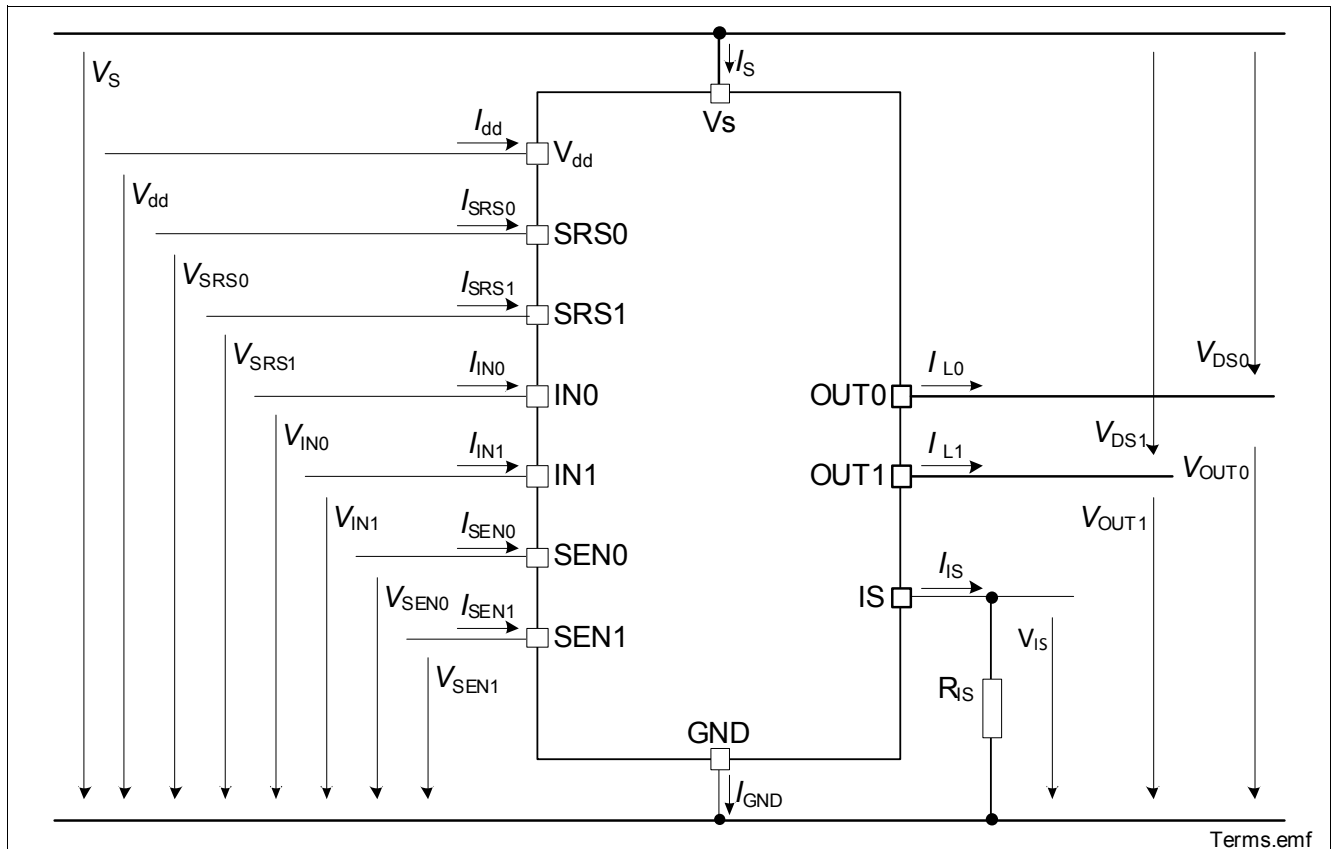 VS
IS
Vs
Idd
Vdd
Vdd
ISRS0
SRS0
VSRS0
ISRS1
SRS1
VSRS1
IIN0
IN0
VIN0
IIN1
IN1
VIN1
ISEN0
SEN0
VSEN0
ISEN1
SEN1
VSEN1
VDS0
IL0
OUT0
VDS1
IL1
OUT1
VOUT0
VOUT1
IIS
IS
VIS
RIS
GND
IGND
Terms.emf